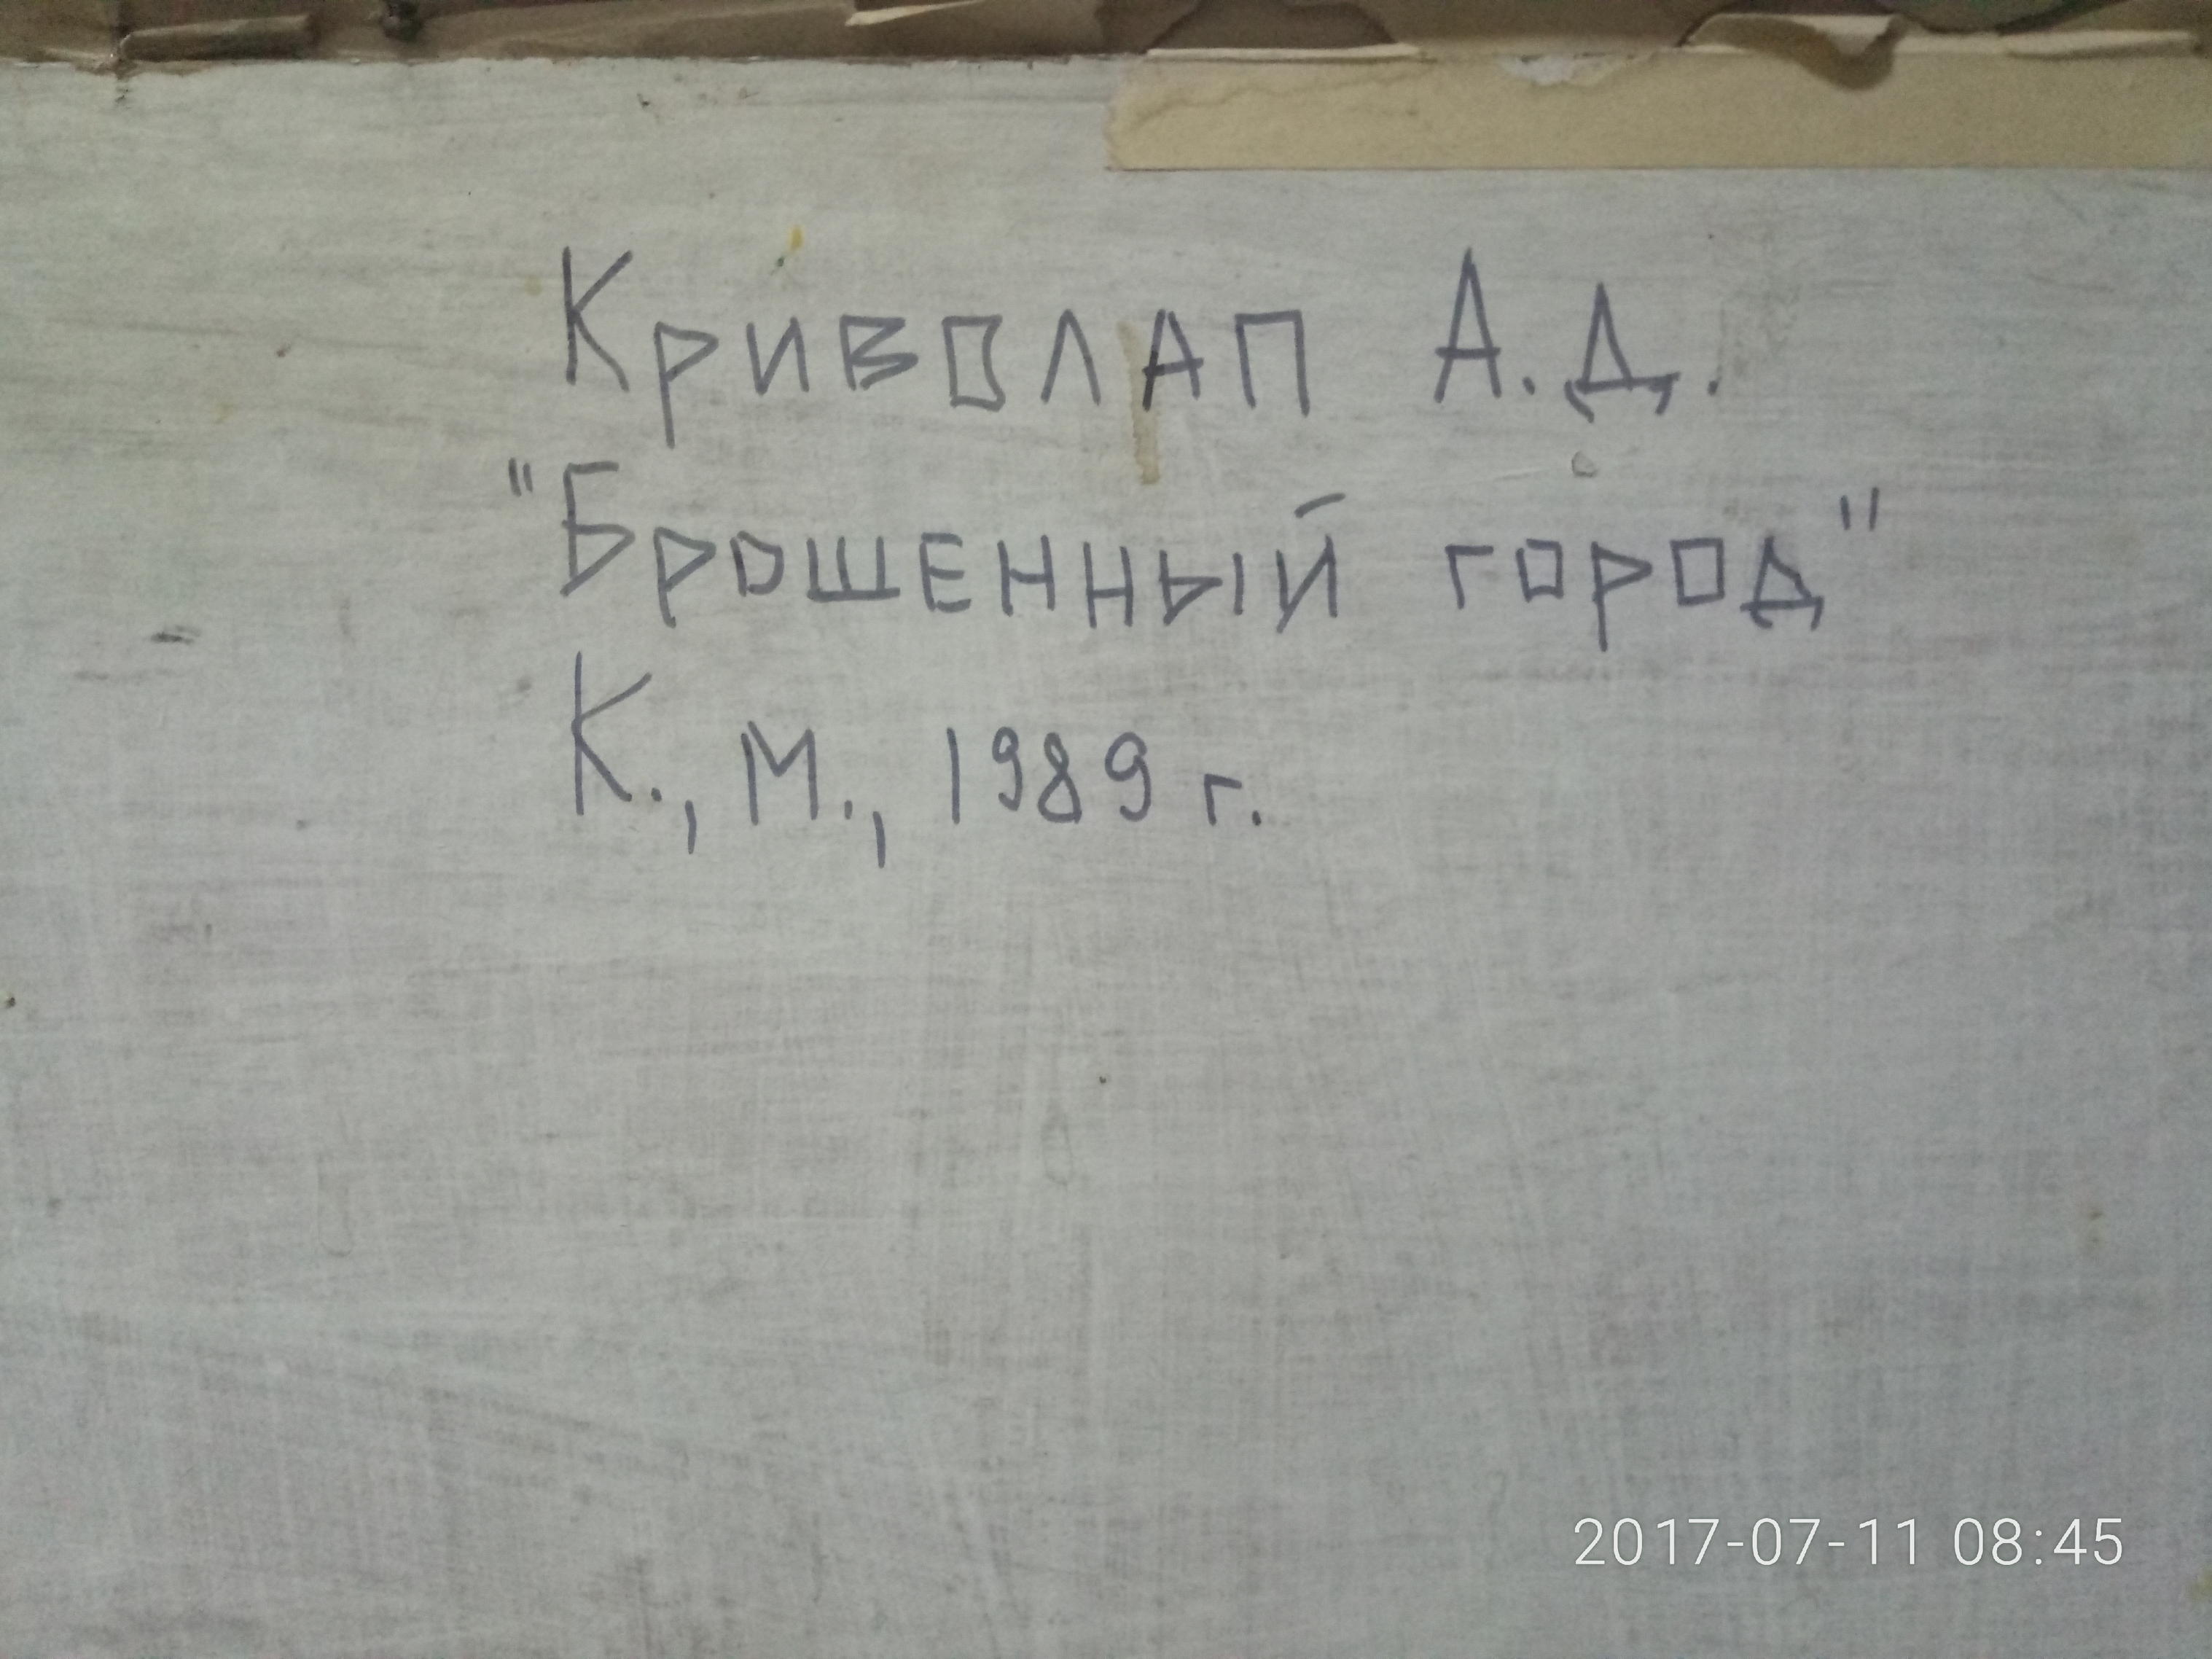 Криволап А.Д.
"Брошенный город"
К., М., 1989 г.
2017-07-11 08:45